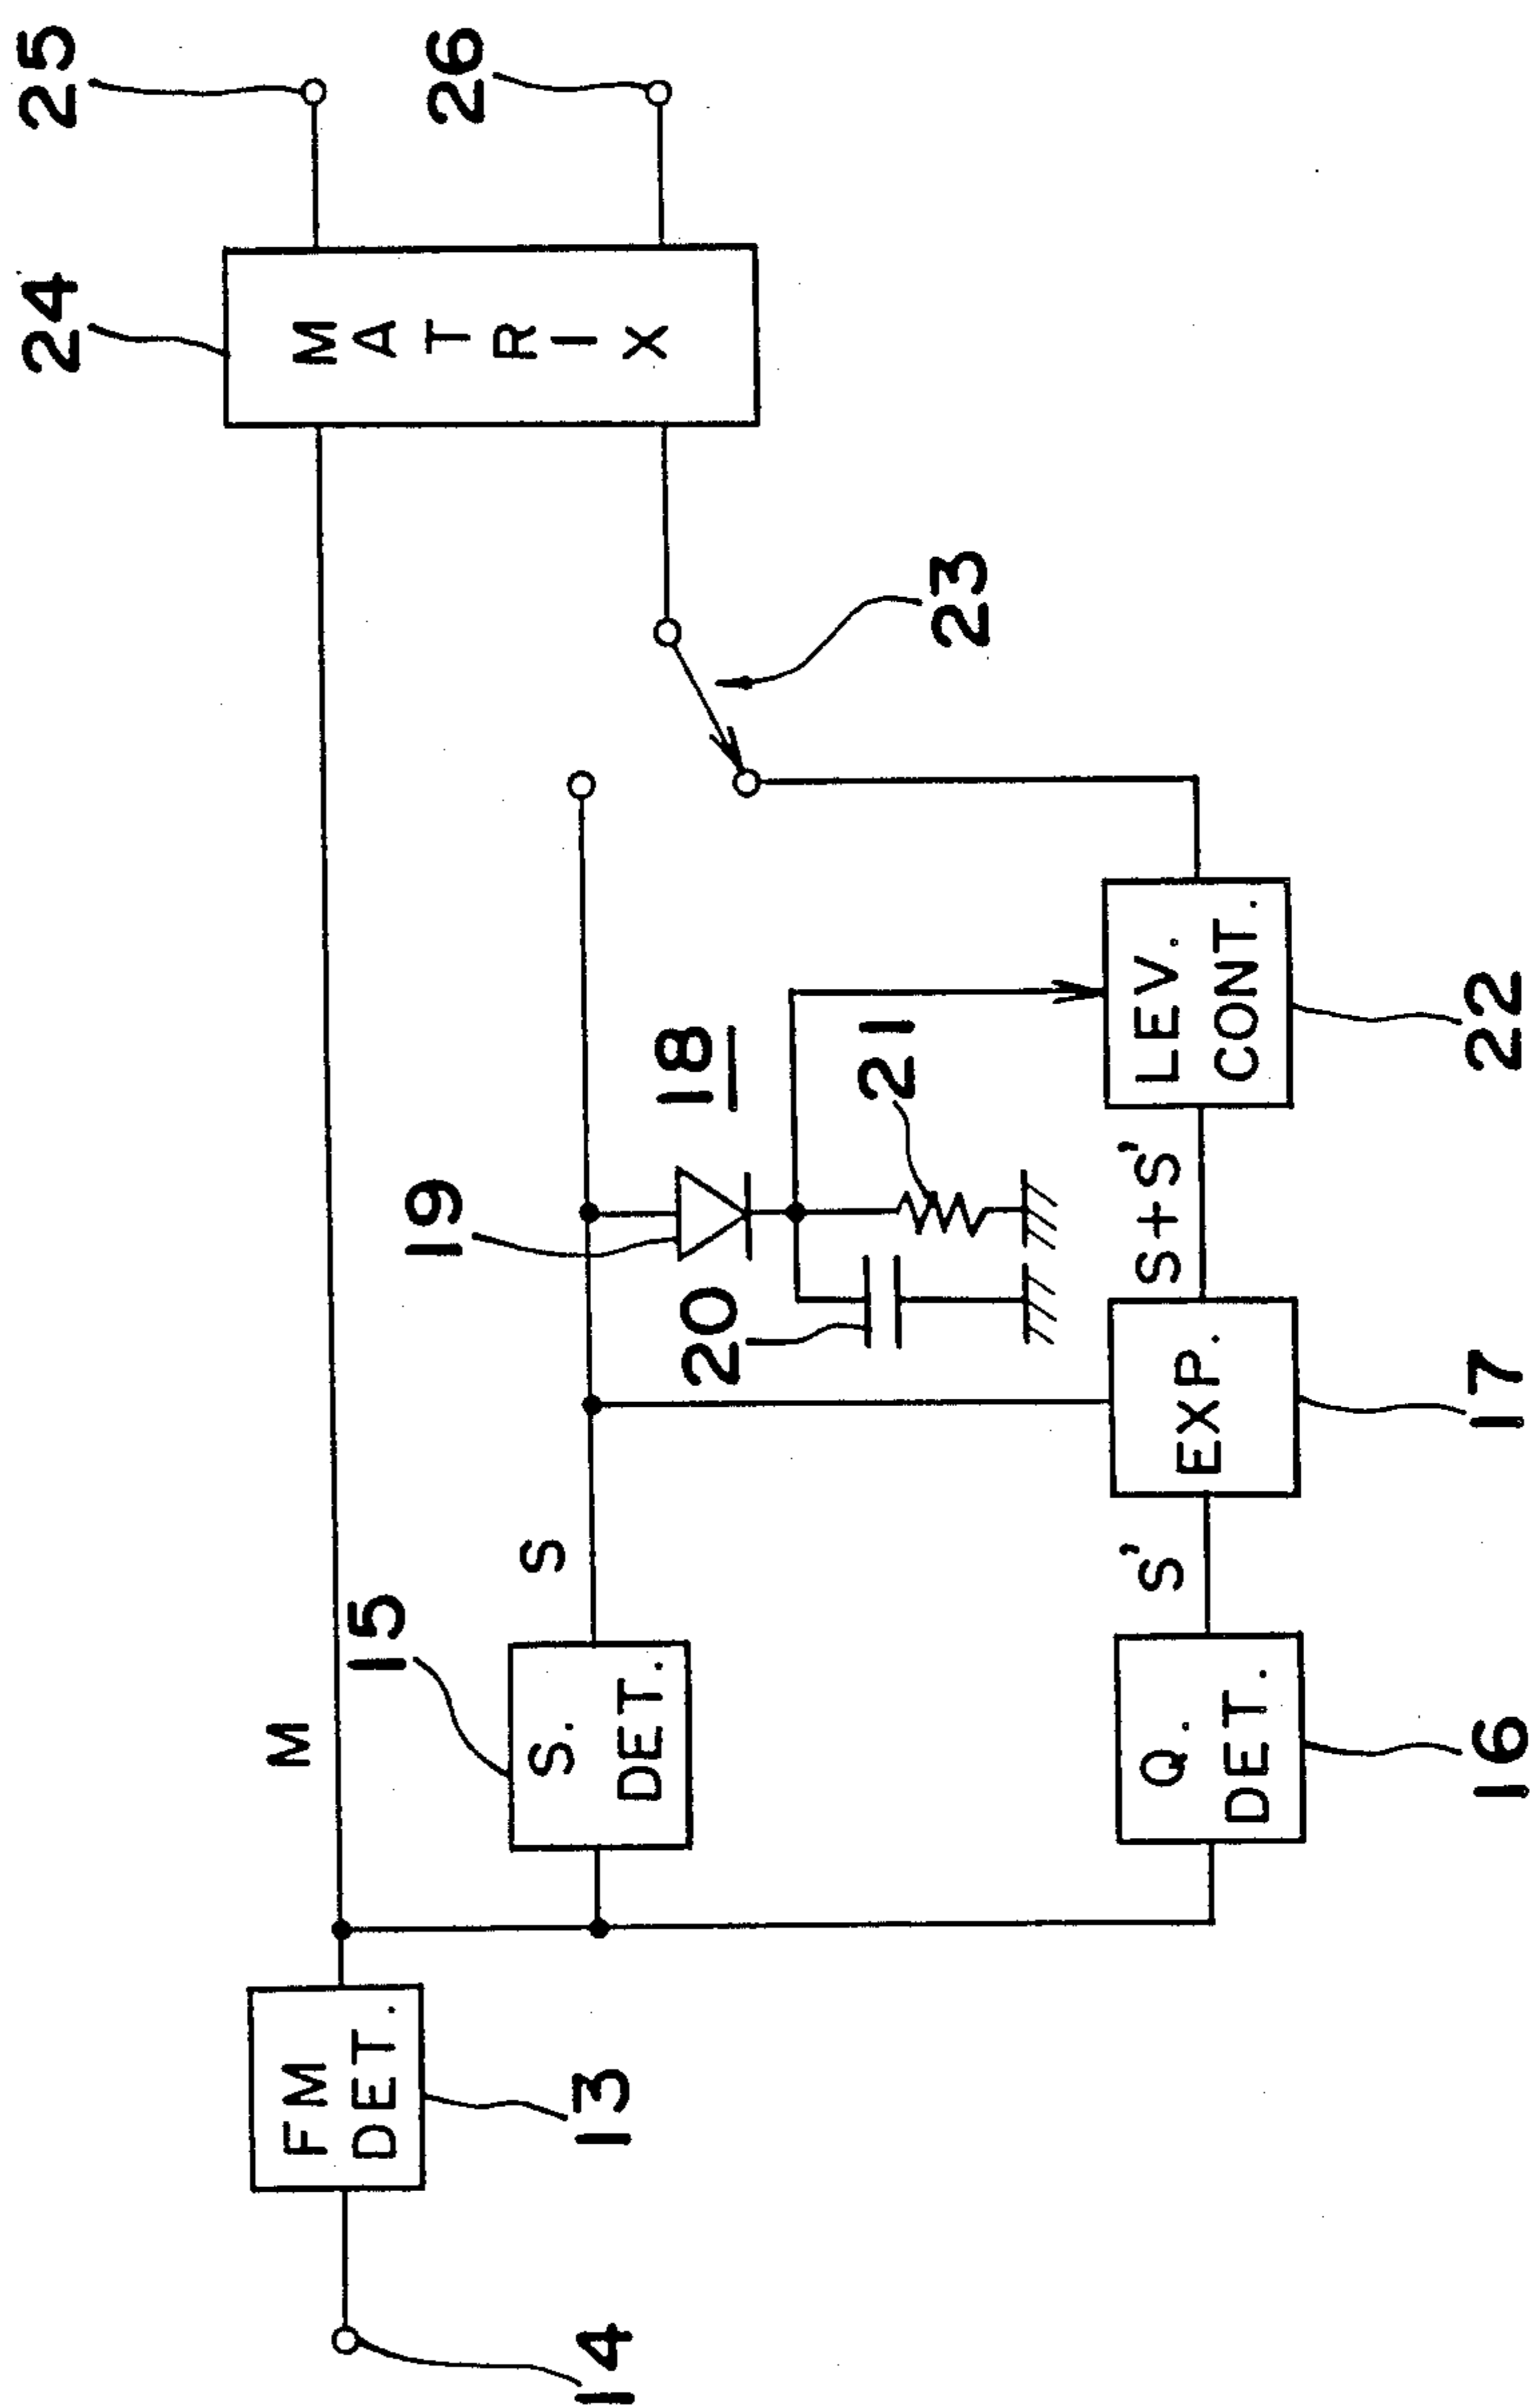 24
25
26
MATRIX
M
23
FM
DET.
13
14
15
S.
DET.
S
19
18
20
21
Q.
DET.
16
S'
EXP.
17
S+S'
LEV.
CONT.
22